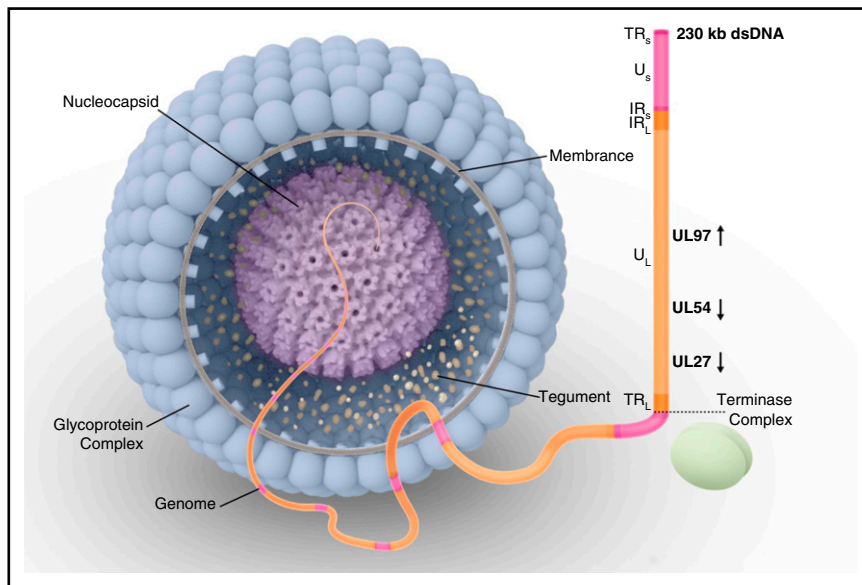 TRs 230 kb dsDNA
Us
IRs
IRL
Nucleocapsid
Membrance
UL97 ↑
UL
UL54 ↓
UL27 ↓
Tegument
TRL
Terminase
Complex
Glycoprotein
Complex
Genome